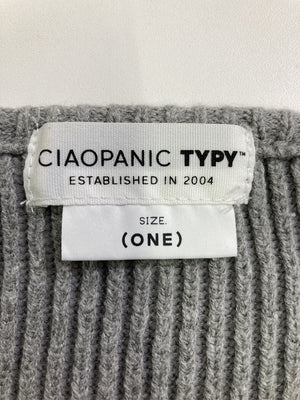 CIAOPANIC TYPY™
ESTABLISHED IN 2004
SIZE.
(ONE)